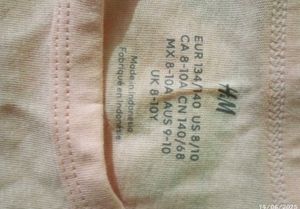 H&M
EUR 134/140 US 8/10
CA 8-10A CN 140/68
MX 8-10A AUS 9-10
UK 8-10Y
Made in Indonesia
Fabriqué en Indonésie
15/06/2025